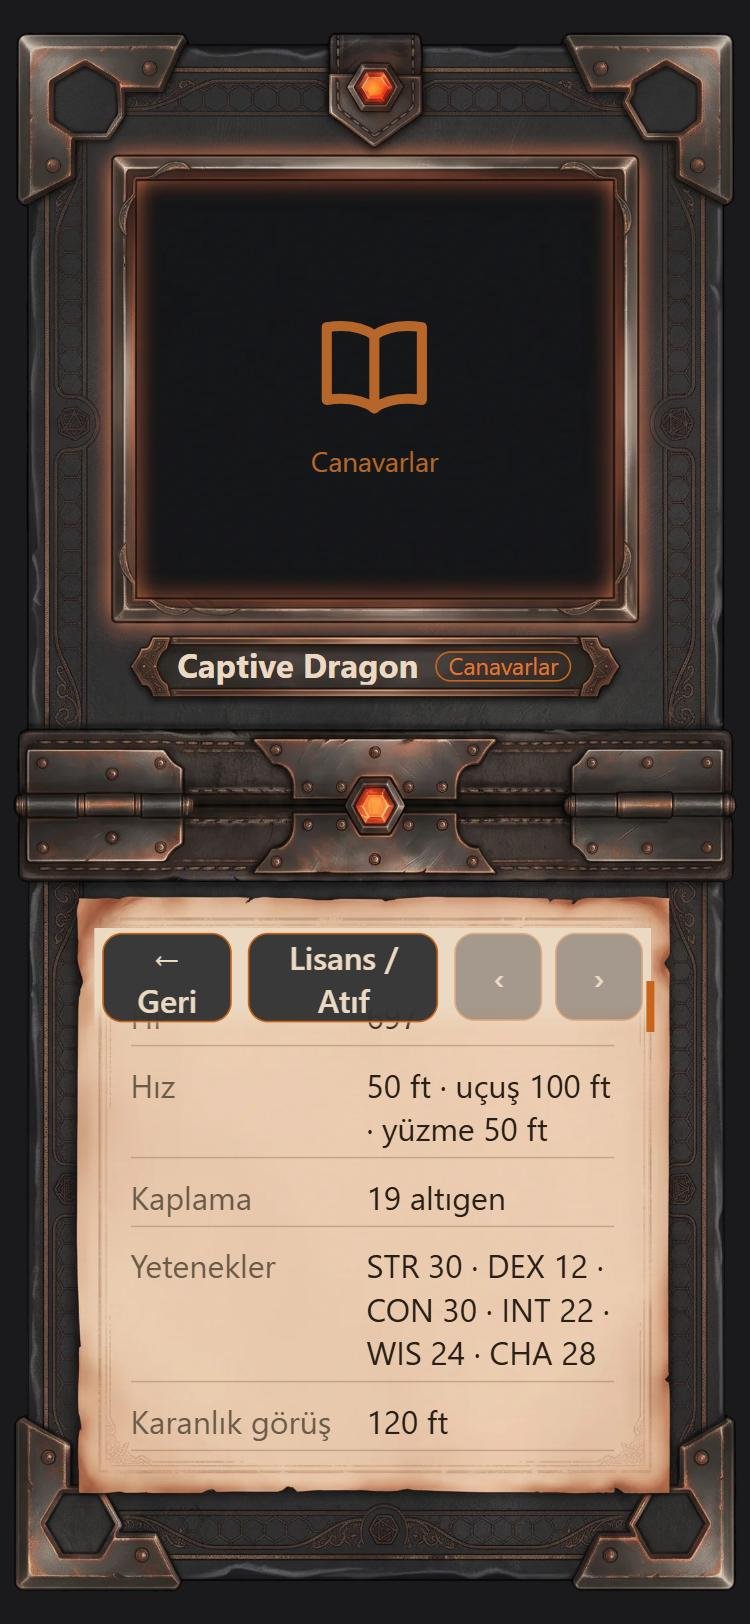 Canavarlar
Captive Dragon Canavarlar
← Geri
Lisans / Atıf
‹ ›
Hız 50 ft · uçuş 100 ft
· yüzme 50 ft
Kaplama 19 altıgen
Yetenekler STR 30 · DEX 12 ·
CON 30 · INT 22 ·
WIS 24 · CHA 28
Karanlık görüş 120 ft